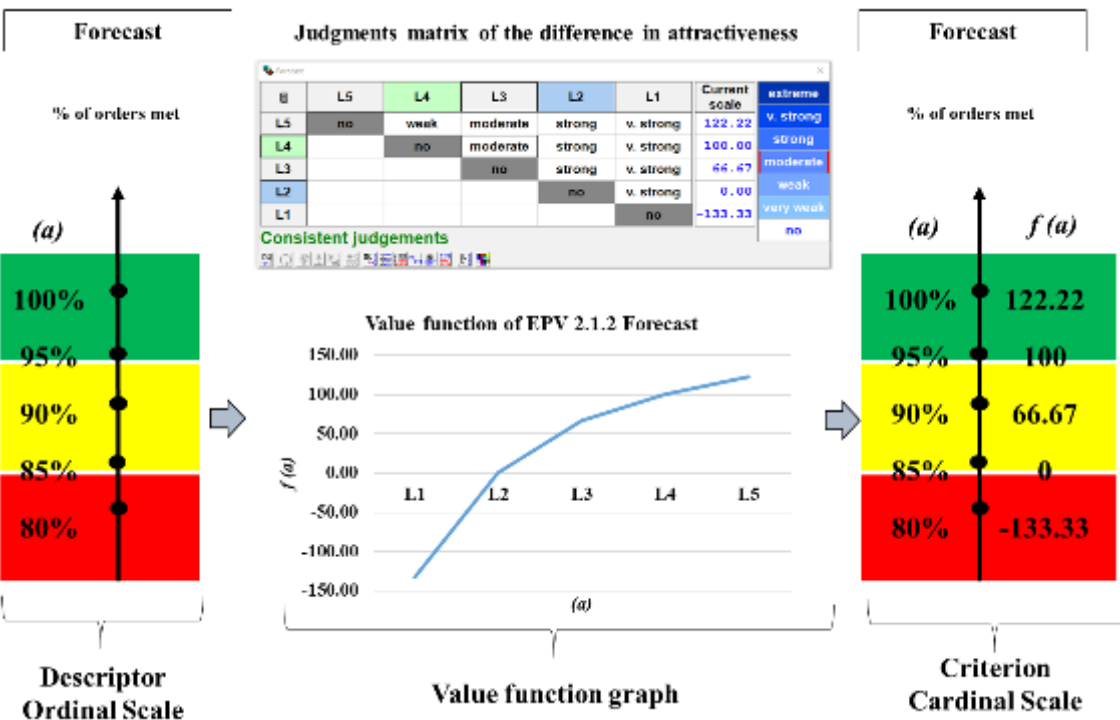 Forecast
% of orders met
(a)
100%
95%
90%
85%
80%
Descriptor
Ordinal Scale
Judgments matrix of the difference in attractiveness
L5 L4 L3 L2 L1 Current scale
L5 no weak moderate strong v. strong 122.22
L4 no moderate strong v. strong 100.00
L3 no strong v. strong 66.67
L2 no v. strong 0.00
L1 no -133.33
extreme
v. strong
strong
moderate
weak
very weak
no
Consistent judgements
Value function of EPV 2.1.2 Forecast
150.00
100.00
50.00
0.00
-50.00
-100.00
-150.00
f (a)
L1 L2 L3 L4 L5
(a)
Value function graph
Forecast
% of orders met
(a) f (a)
100% 122.22
95% 100
90% 66.67
85% 0
80% -133.33
Criterion
Cardinal Scale